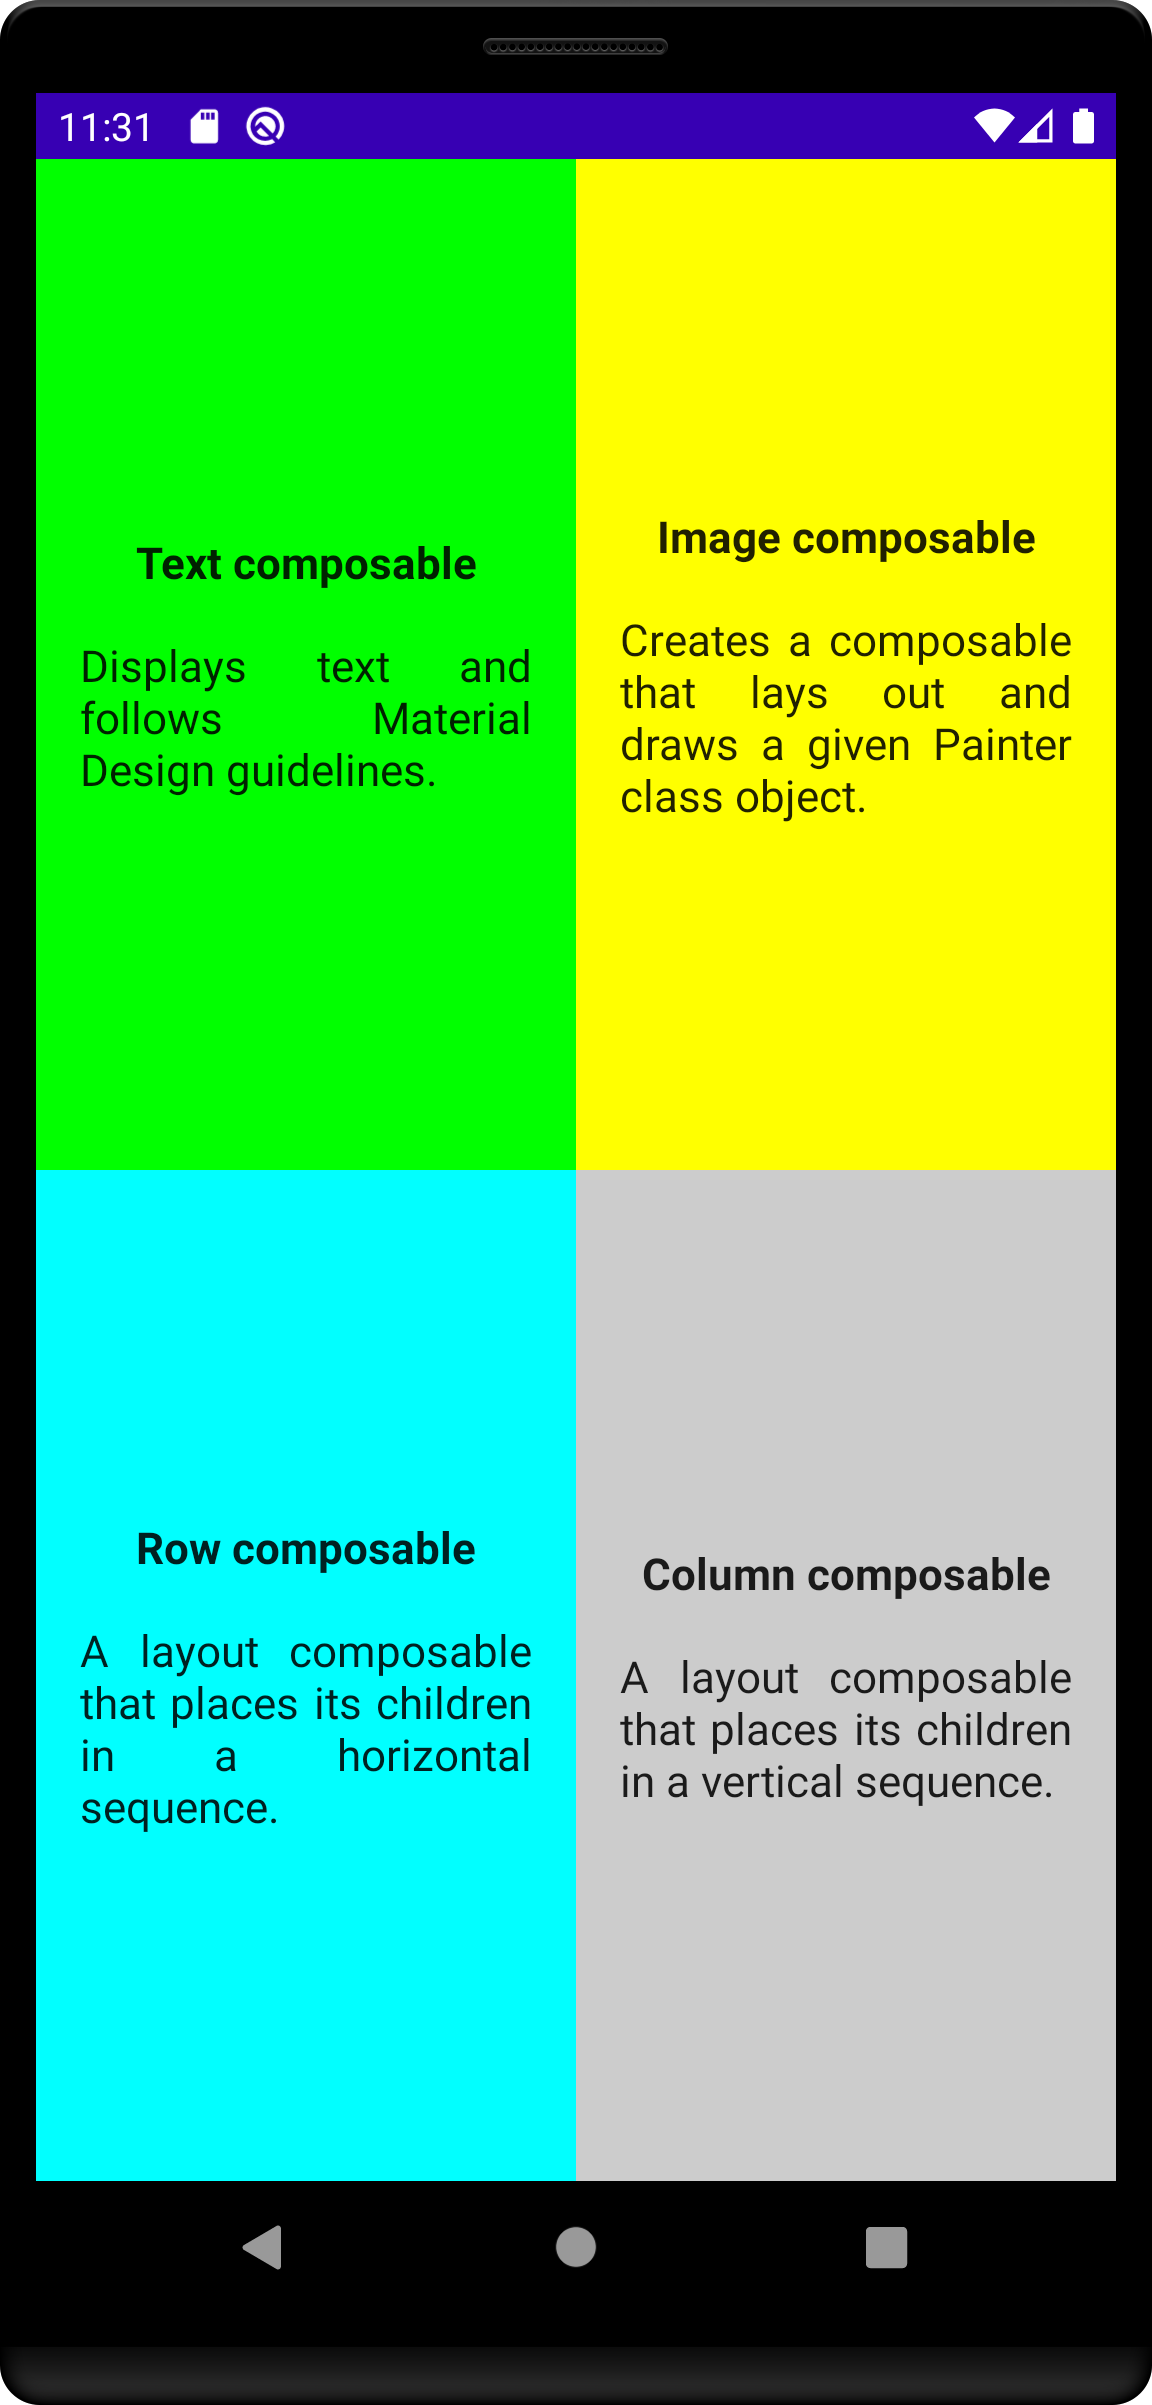 11:31
Text composable
Displays text and
follows Material
Design guidelines.
Image composable
Creates a composable
that lays out and
draws a given Painter
class object.
Row composable
A layout composable
that places its children
in a horizontal
sequence.
Column composable
A layout composable
that places its children
in a vertical sequence.